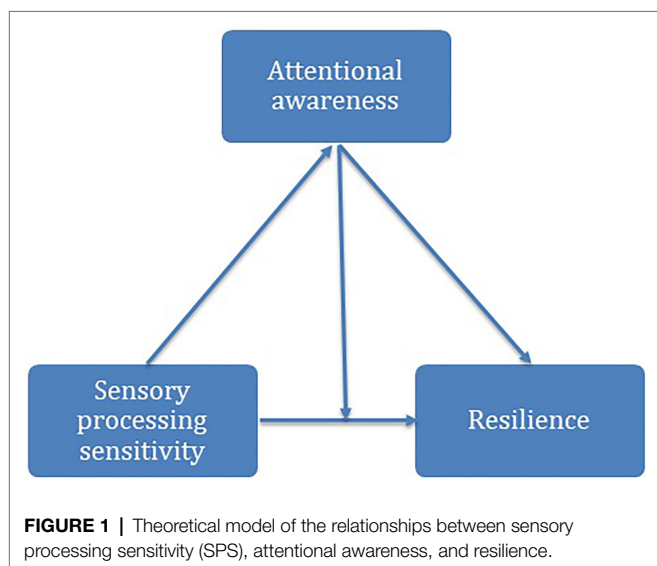 Attentional
awareness
Sensory
processing
sensitivity
Resilience
FIGURE 1 | Theoretical model of the relationships between sensory
processing sensitivity (SPS), attentional awareness, and resilience.